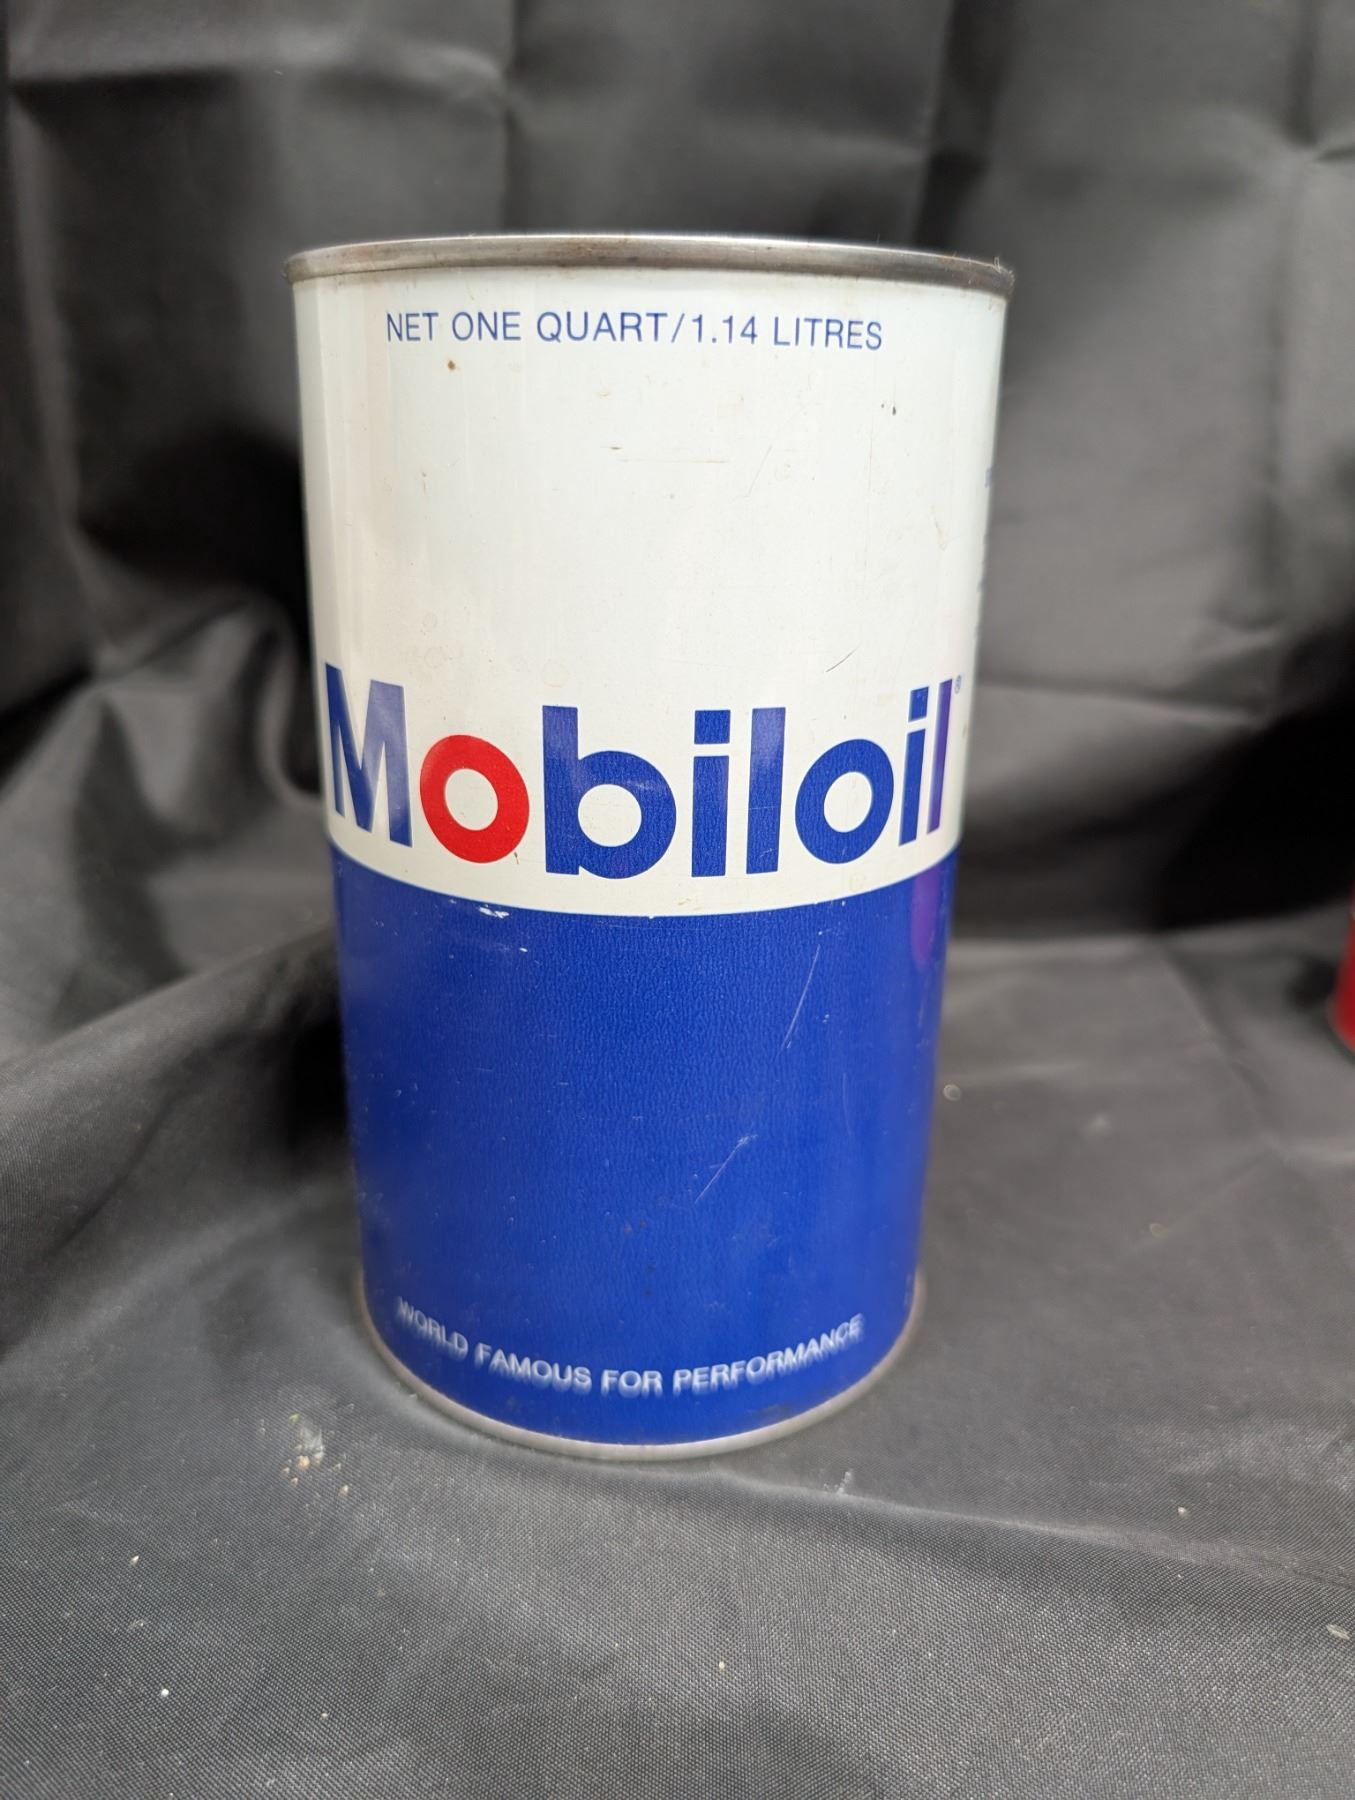 NET ONE QUART/1.14 LITRES
Mobiloil®
WORLD FAMOUS FOR PERFORMANCE